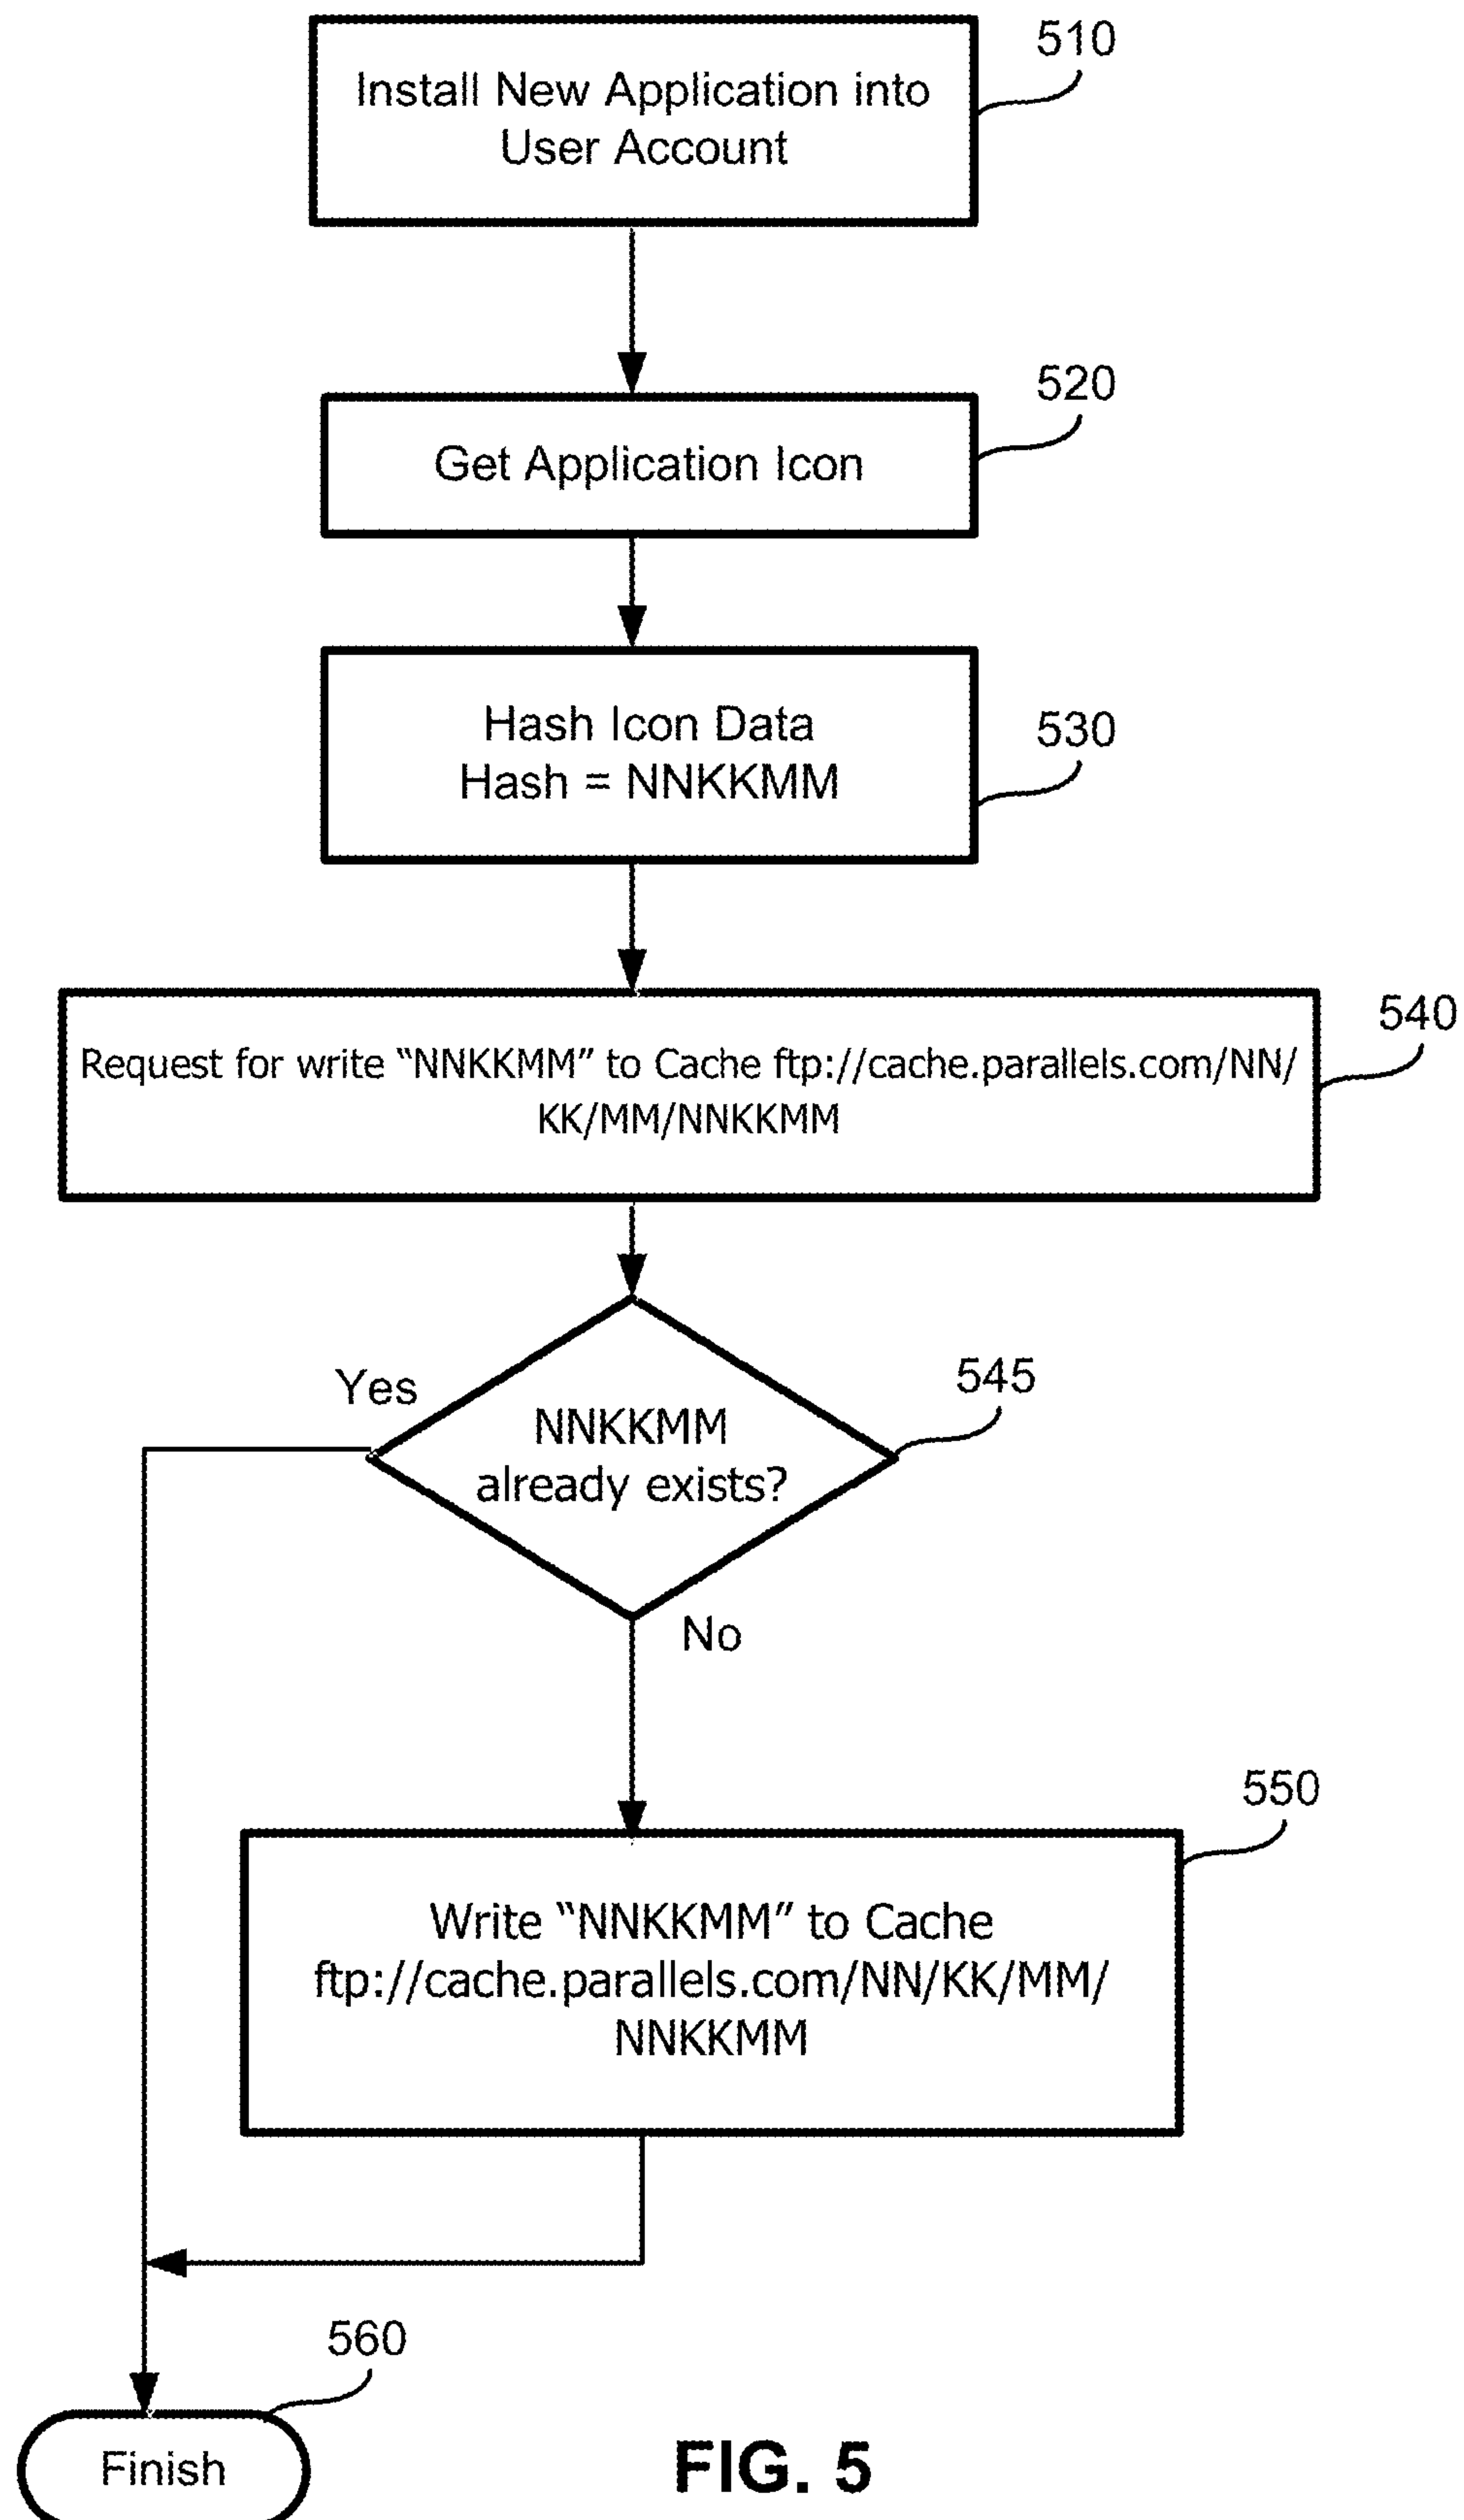 510
Install New Application into
User Account
520
Get Application Icon
530
Hash Icon Data
Hash = NNKKMM
540
Request for write “NNKKMM” to Cache ftp://cache.parallels.com/NN/
KK/MM/NNKKMM
Yes
545
NNKKMM
already exists?
No
550
Write “NNKKMM” to Cache
ftp://cache.parallels.com/NN/KK/MM/
NNKKMM
560
Finish
FIG. 5